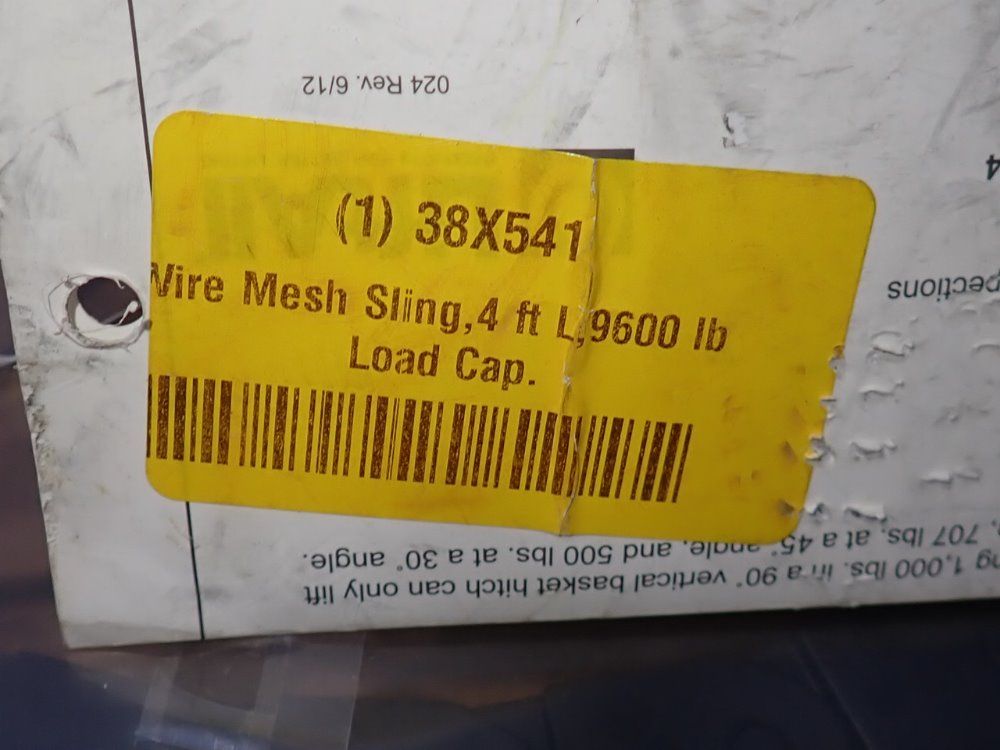 024 Rev. 6/12
(1) 38X541
Wire Mesh Sling,4 ft L,9600 lb
Load Cap.
4
pections
1,000 lbs. in a 90° vertical basket hitch can only lift
707 lbs. at a 45° angle, and 500 lbs. at a 30° angle.